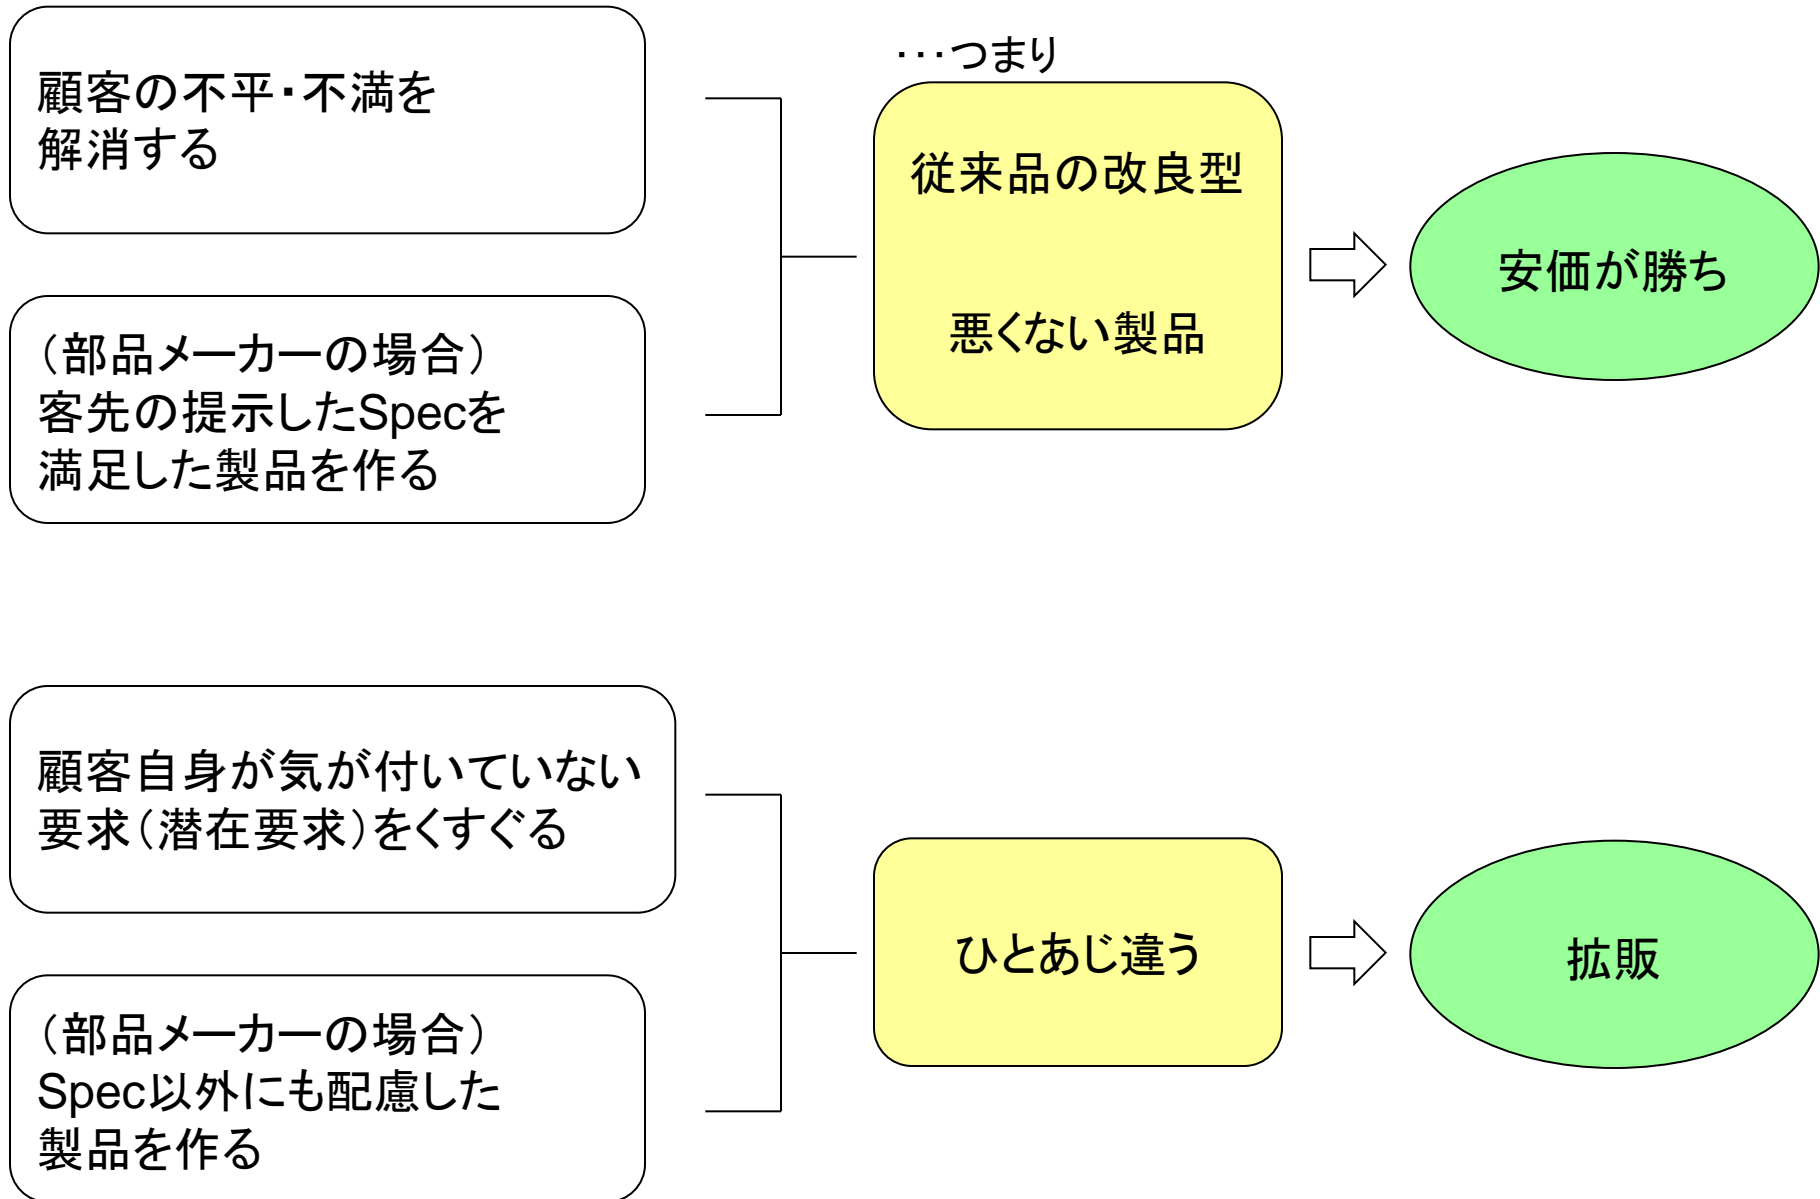 顧客の不平・不満を
解消する
（部品メーカーの場合）
客先の提示したSpecを
満足した製品を作る
・・・つまり
従来品の改良型
悪くない製品
安価が勝ち
顧客自身が気が付いていない
要求（潜在要求）をくすぐる
（部品メーカーの場合）
Spec以外にも配慮した
製品を作る
ひとあじ違う
拡販